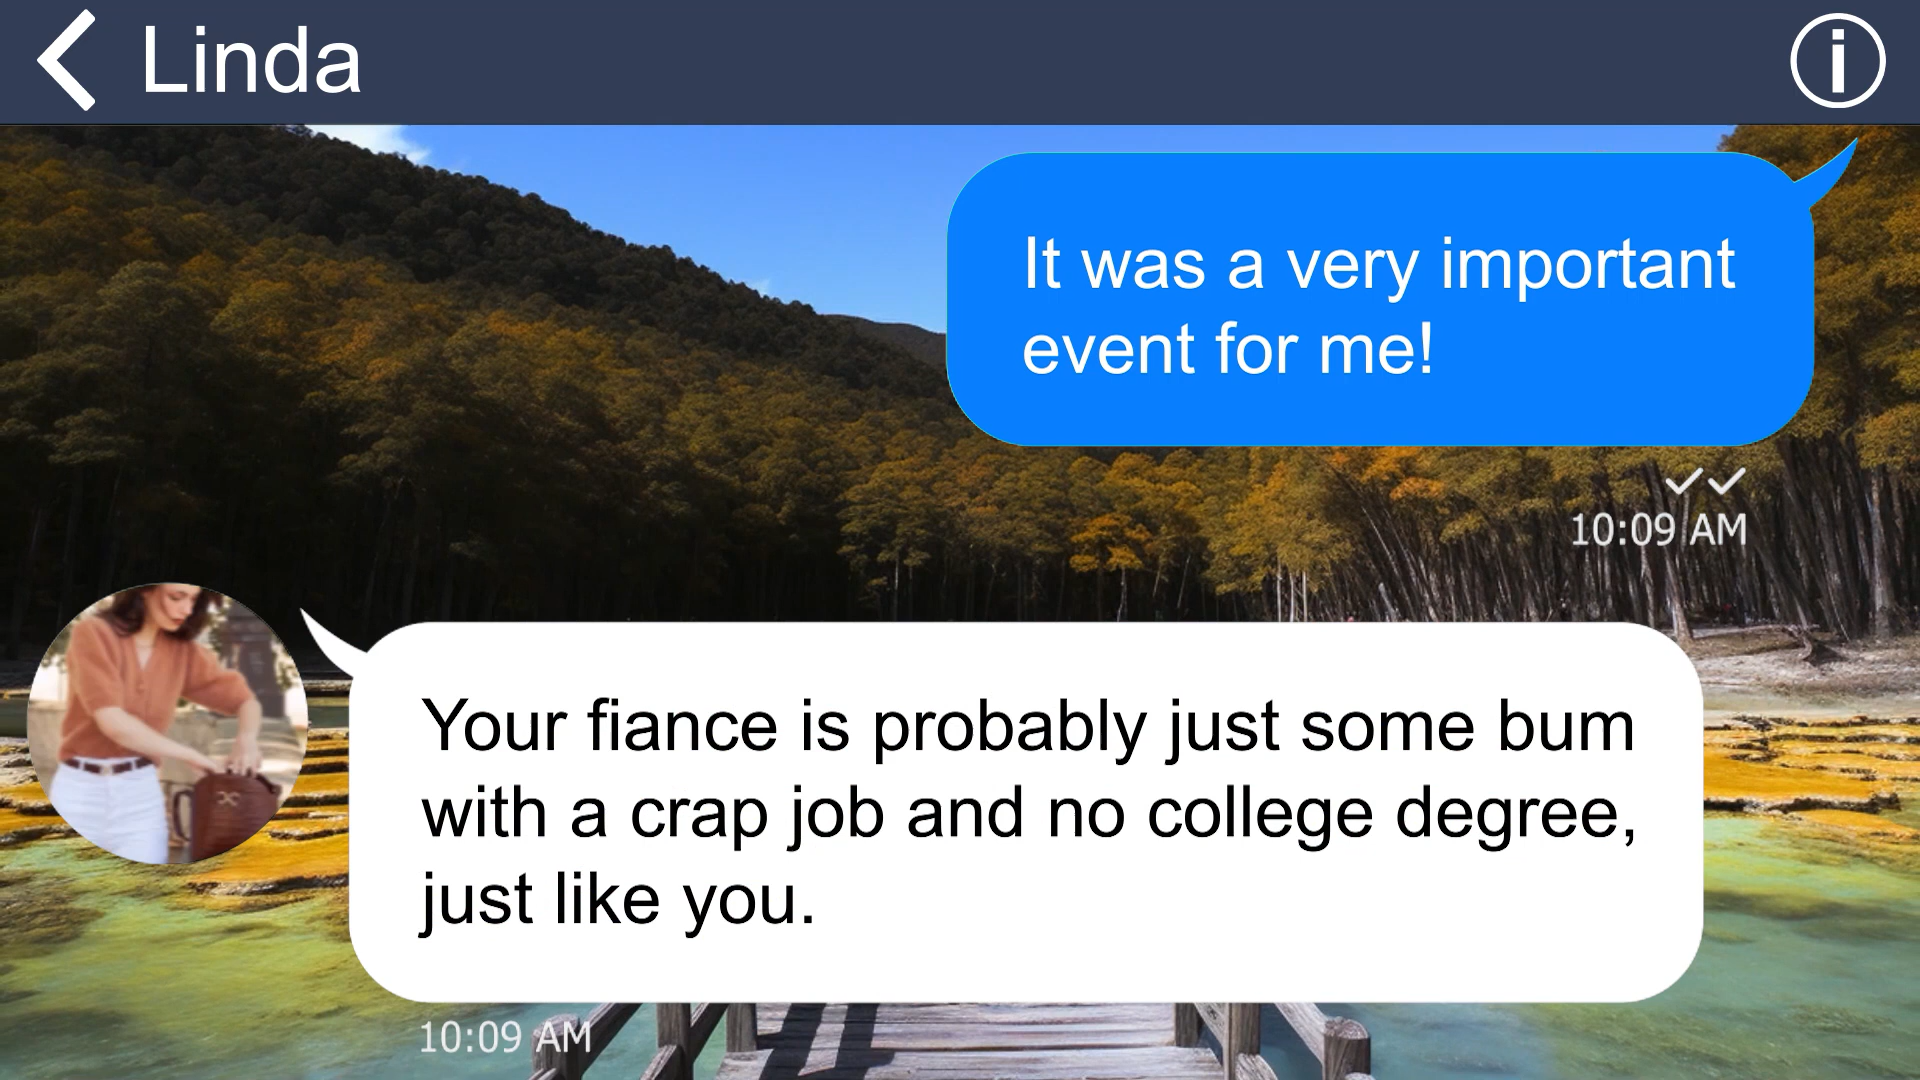 Linda
It was a very important
event for me!
10:09 AM
Your fiance is probably just some bum
with a crap job and no college degree,
just like you.
10:09 AM